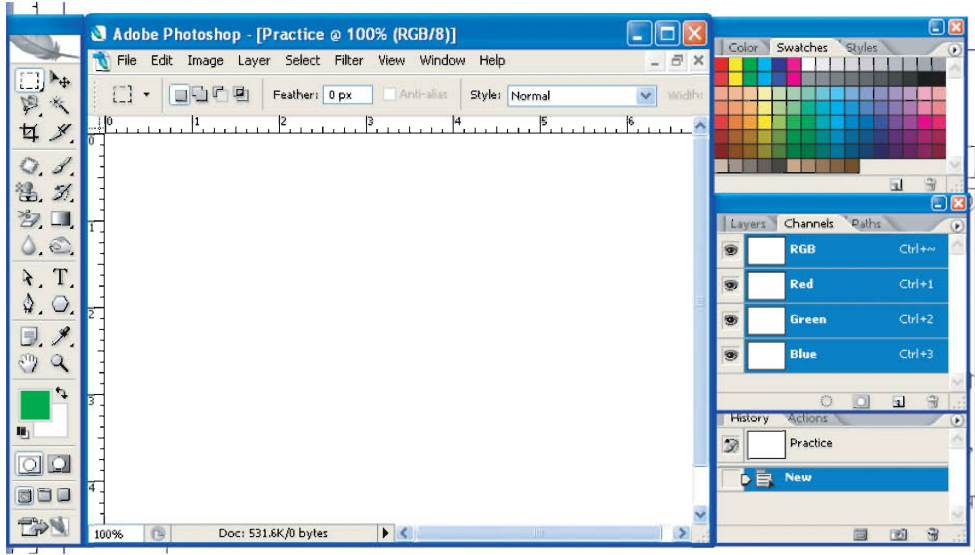 Adobe Photoshop - [Practice @ 100% (RGB/8)]
File Edit Image Layer Select Filter View Window Help
Feather: 0 px Anti-alias Style: Normal Width:
0 1 2 3 4 5 6
0
1
2
3
4
100% Doc: 531.6K/0 bytes
T
Color Swatches Styles
Layers Channels Paths
RGB Ctrl+~
Red Ctrl+1
Green Ctrl+2
Blue Ctrl+3
History Actions
Practice
New